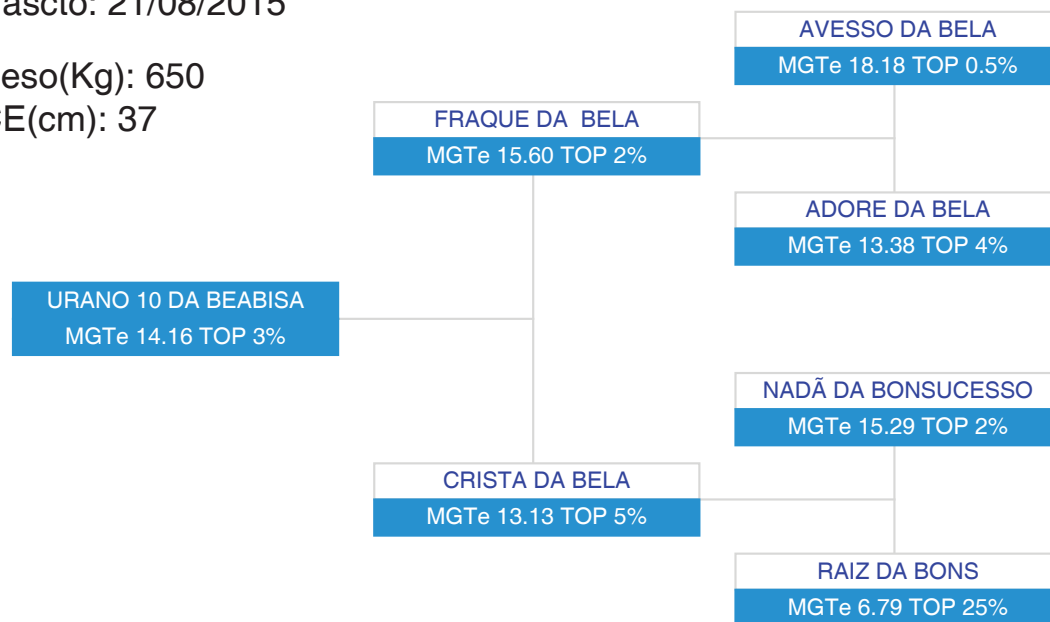 ascto: 21/08/2015
eso(Kg): 650
E(cm): 37
AVESSO DA BELA
MGTe 18.18 TOP 0.5%
FRAQUE DA BELA
MGTe 15.60 TOP 2%
ADORE DA BELA
MGTe 13.38 TOP 4%
URANO 10 DA BEABISA
MGTe 14.16 TOP 3%
NADÃ DA BONSUCESSO
MGTe 15.29 TOP 2%
CRISTA DA BELA
MGTe 13.13 TOP 5%
RAIZ DA BONS
MGTe 6.79 TOP 25%